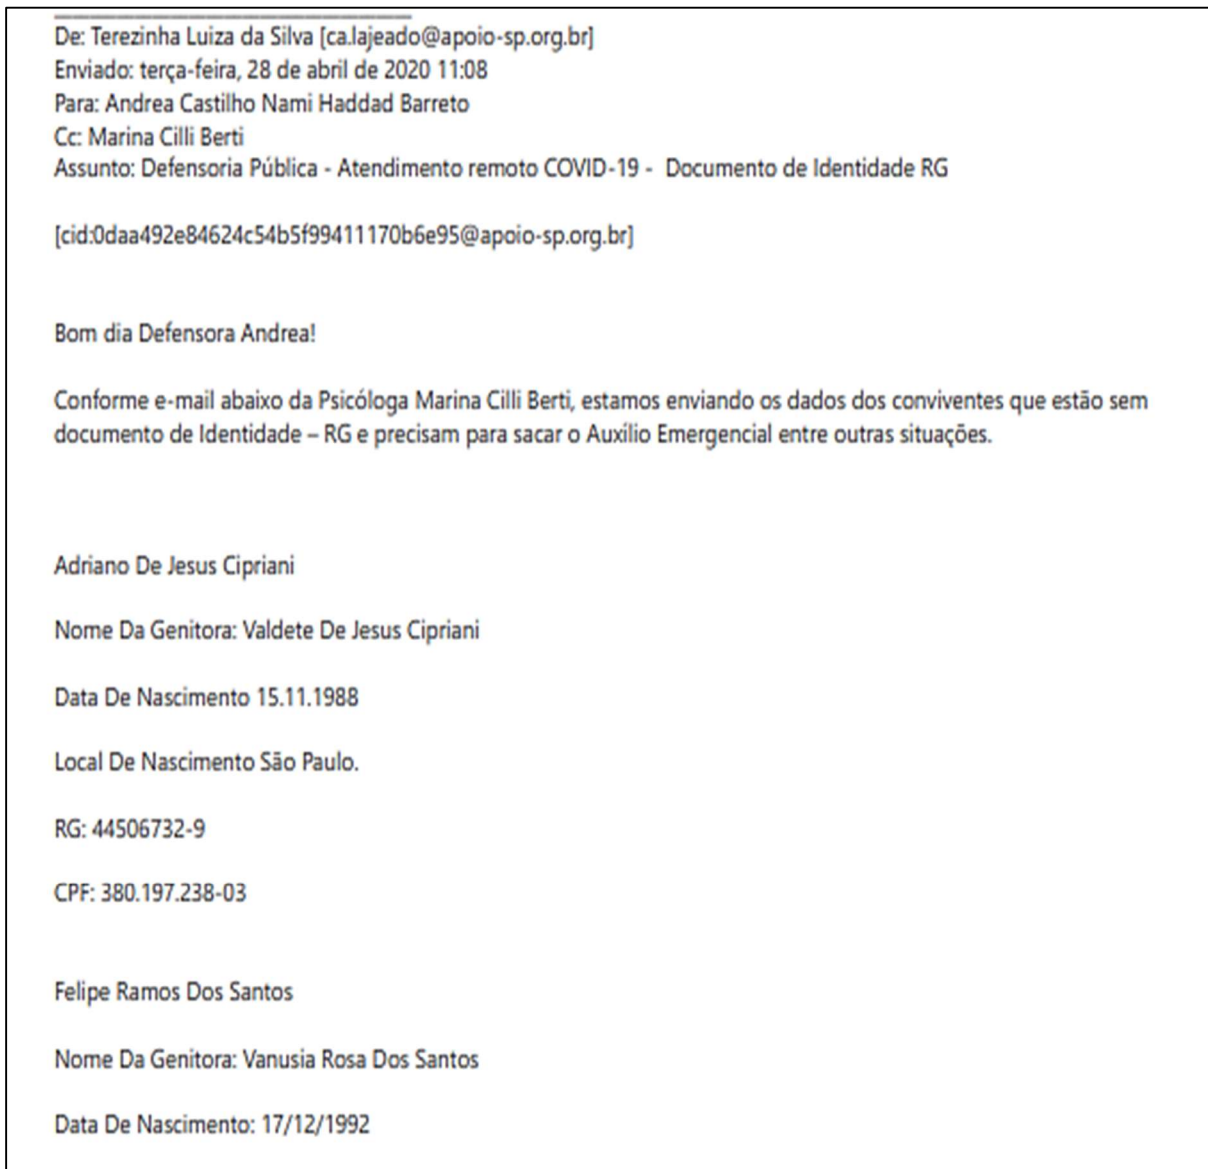 De: Terezinha Luiza da Silva [ca.lajeado@apoio-sp.org.br]
Enviado: terça-feira, 28 de abril de 2020 11:08
Para: Andrea Castilho Nami Haddad Barreto
Cc: Marina Cilli Berti
Assunto: Defensoria Pública - Atendimento remoto COVID-19 -  Documento de Identidade RG
[cid:0daa492e84624c54b5f99411170b6e95@apoio-sp.org.br]
Bom dia Defensora Andrea!
Conforme e-mail abaixo da Psicóloga Marina Cilli Berti, estamos enviando os dados dos conviventes que estão sem
documento de Identidade – RG e precisam para sacar o Auxílio Emergencial entre outras situações.
Adriano De Jesus Cipriani
Nome Da Genitora: Valdete De Jesus Cipriani
Data De Nascimento 15.11.1988
Local De Nascimento São Paulo.
RG: 44506732-9
CPF: 380.197.238-03
Felipe Ramos Dos Santos
Nome Da Genitora: Vanusia Rosa Dos Santos
Data De Nascimento: 17/12/1992